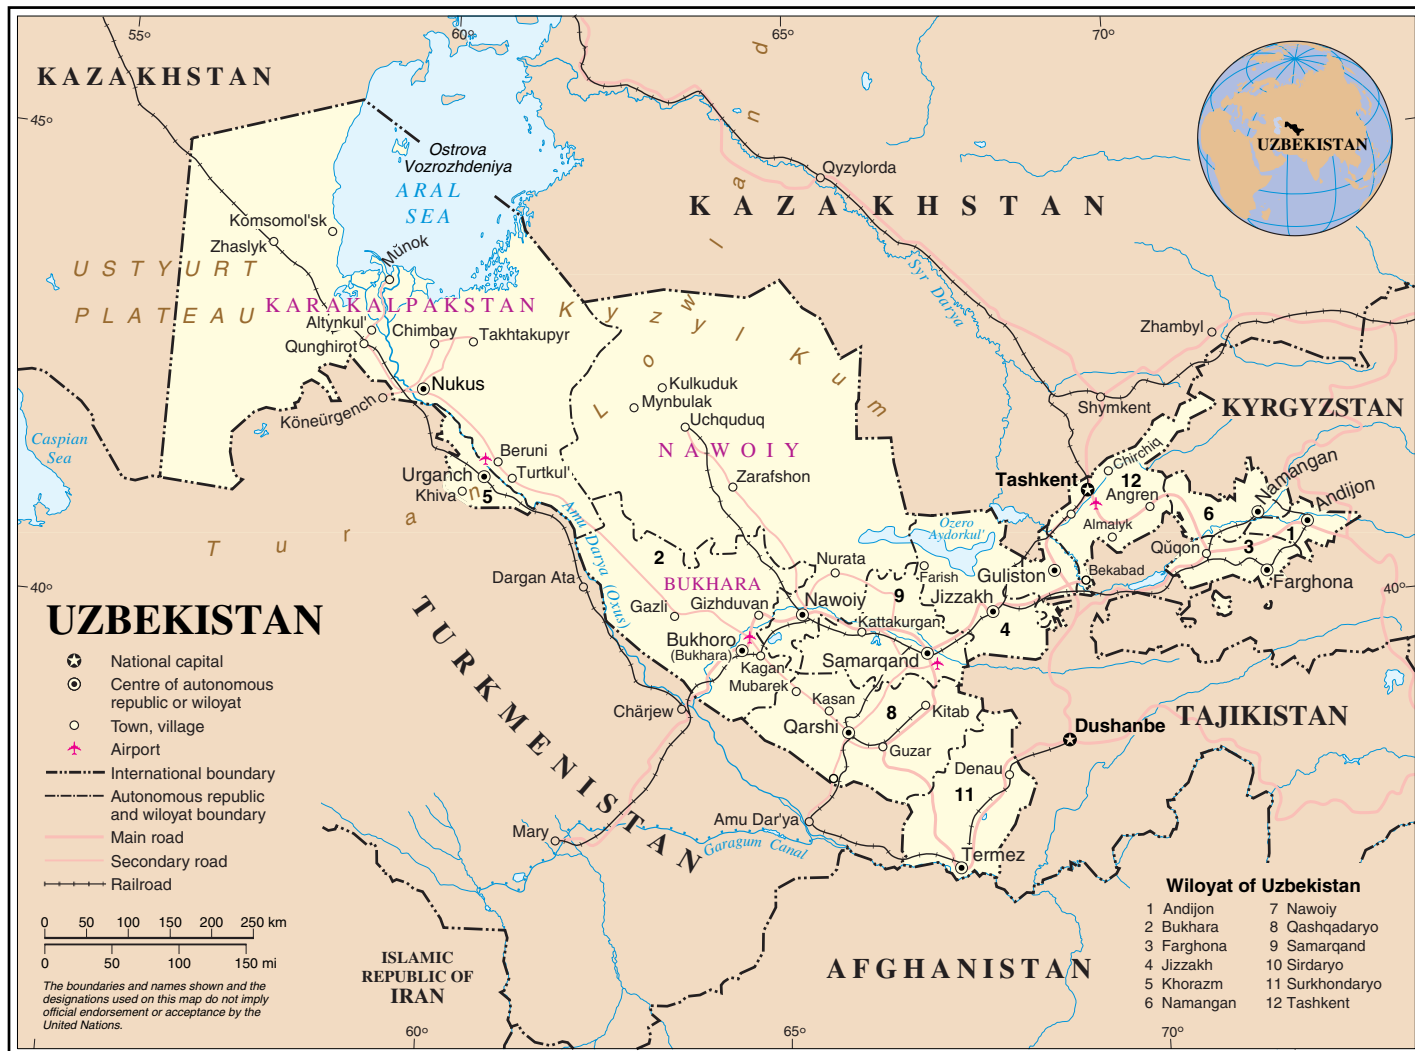 55°
60°
65°
70°
KAZAKHSTAN
45°
Ostrova
Vozrozhdeniya
ARAL
SEA
Qyzylorda
KAZAKHSTAN
UZBEKISTAN
Kǒmsomol'sk
Zhaslyk
Mǔnok
USTYURT
PLATEAU
KARAKALPAKSTAN
Syr Darya
Altynkul
Qunghirot
Chimbay
Takhtakupyr
Kyzyl Kum
Turan Lowland
Zhambyl
Nukus
Köneürgench
Kulkuduk
Mynbulak
Uchquduq
Shymkent
KYRGYZSTAN
Caspian
Sea
NAWOIY
Beruni
Urganch
Turtkul'
Khiva
5
Zarafshon
Tashkent
Chirchiq
12
Angren
Almalyk
Namangan
Andijon
6
1
3
Qǔqon
Farghona
Amu Darya (Oxus)
Ozero
Aydorkul'
2
BUKHARA
Nurata
Farish
Guliston
Bekabad
Dargan Ata
40°
40°
Gazli
Gizhduvan
Nawoiy
9
Jizzakh
Kattakurgan
4
Bukhoro
(Bukhara)
Kagan
Samarqand
Mubarek
Kasan
Chärjew
Qarshi
8
Kitab
Guzar
TAJIKISTAN
Dushanbe
Denau
11
TURKMENISTAN
Amu Dar'ya
Mary
Garagum Canal
Termez
AFGHANISTAN
ISLAMIC
REPUBLIC OF
IRAN
UZBEKISTAN
National capital
Centre of autonomous
republic or wiloyat
Town, village
Airport
International boundary
Autonomous republic
and wiloyat boundary
Main road
Secondary road
Railroad
0 50 100 150 200 250 km
0 50 100 150 mi
The boundaries and names shown and the
designations used on this map do not imply
official endorsement or acceptance by the
United Nations.
Wiloyat of Uzbekistan
1 Andijon
2 Bukhara
3 Farghona
4 Jizzakh
5 Khorazm
6 Namangan
7 Nawoiy
8 Qashqadaryo
9 Samarqand
10 Sirdaryo
11 Surkhondaryo
12 Tashkent
60°
65°
70°